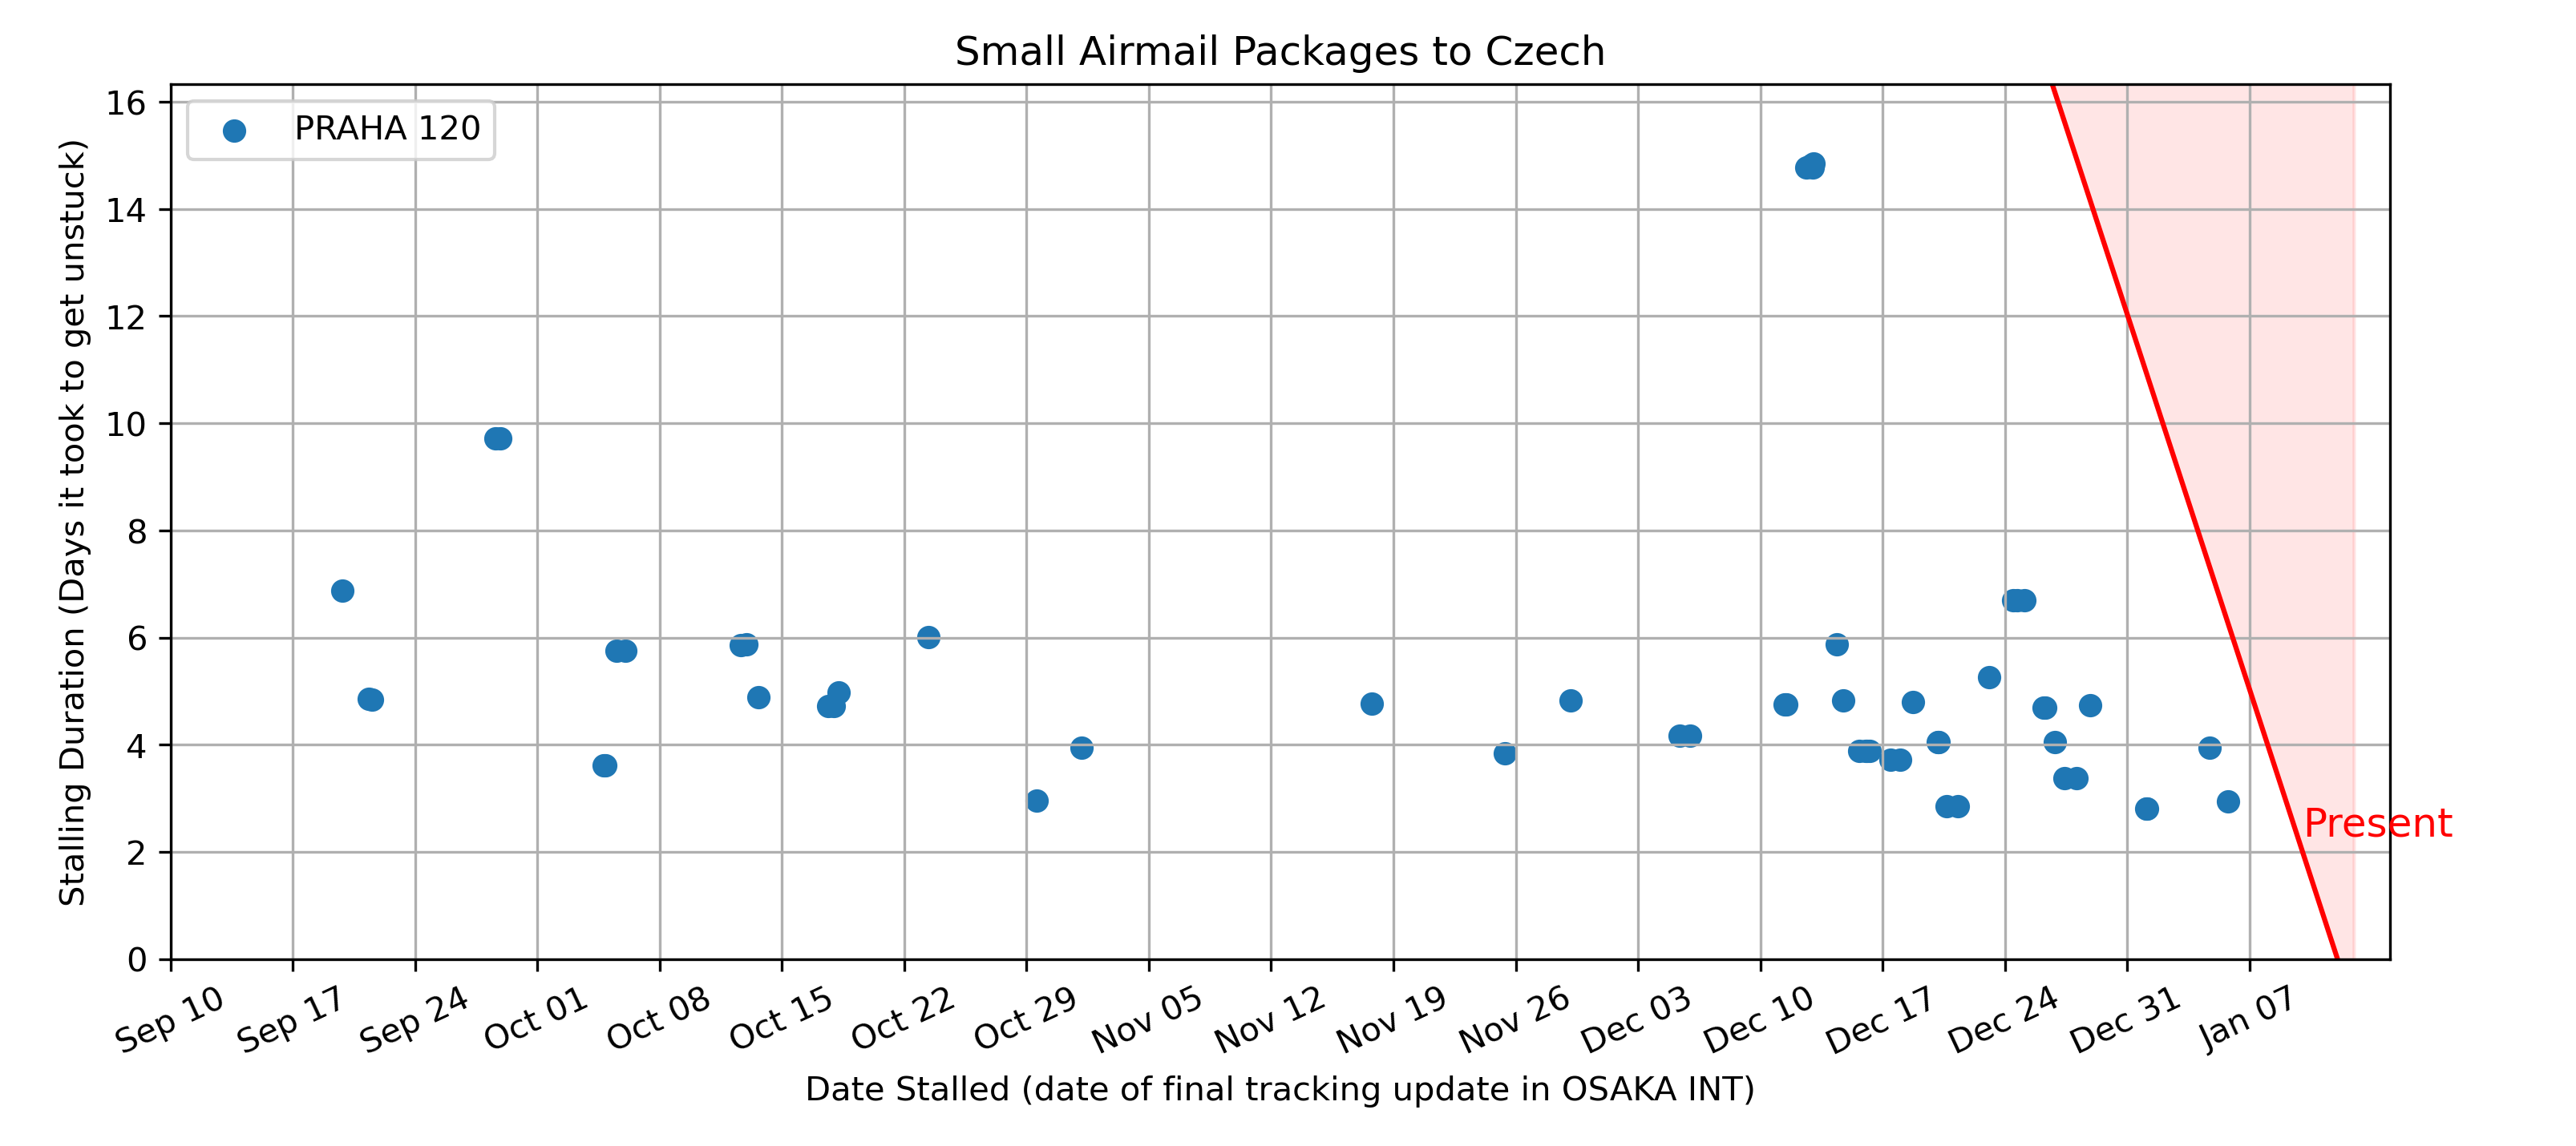 Small Airmail Packages to Czech
PRAHA 120
Stalling Duration (Days it took to get unstuck)
16
14
12
10
8
6
4
2
0
Present
Sep 10
Sep 17
Sep 24
Oct 01
Oct 08
Oct 15
Oct 22
Oct 29
Nov 05
Nov 12
Nov 19
Nov 26
Dec 03
Dec 10
Dec 17
Dec 24
Dec 31
Jan 07
Date Stalled (date of final tracking update in OSAKA INT)